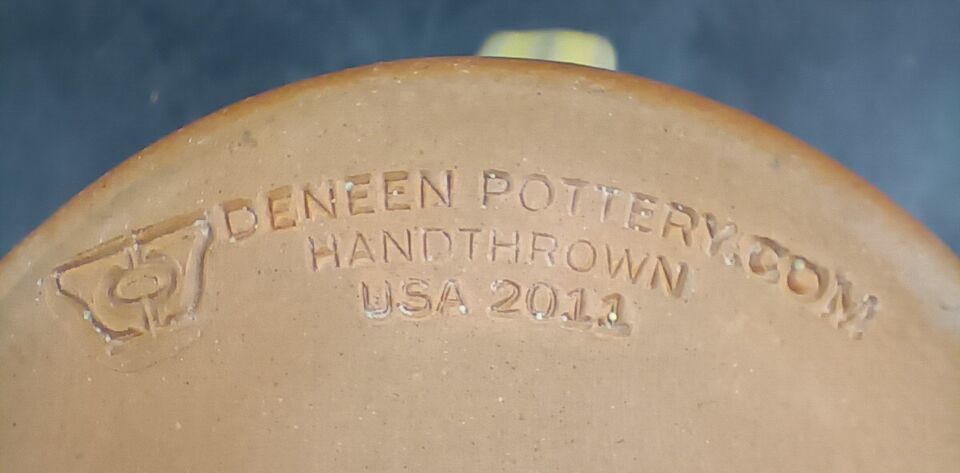 DENEEN POTTERY.COM
HANDTHROWN
USA 2011